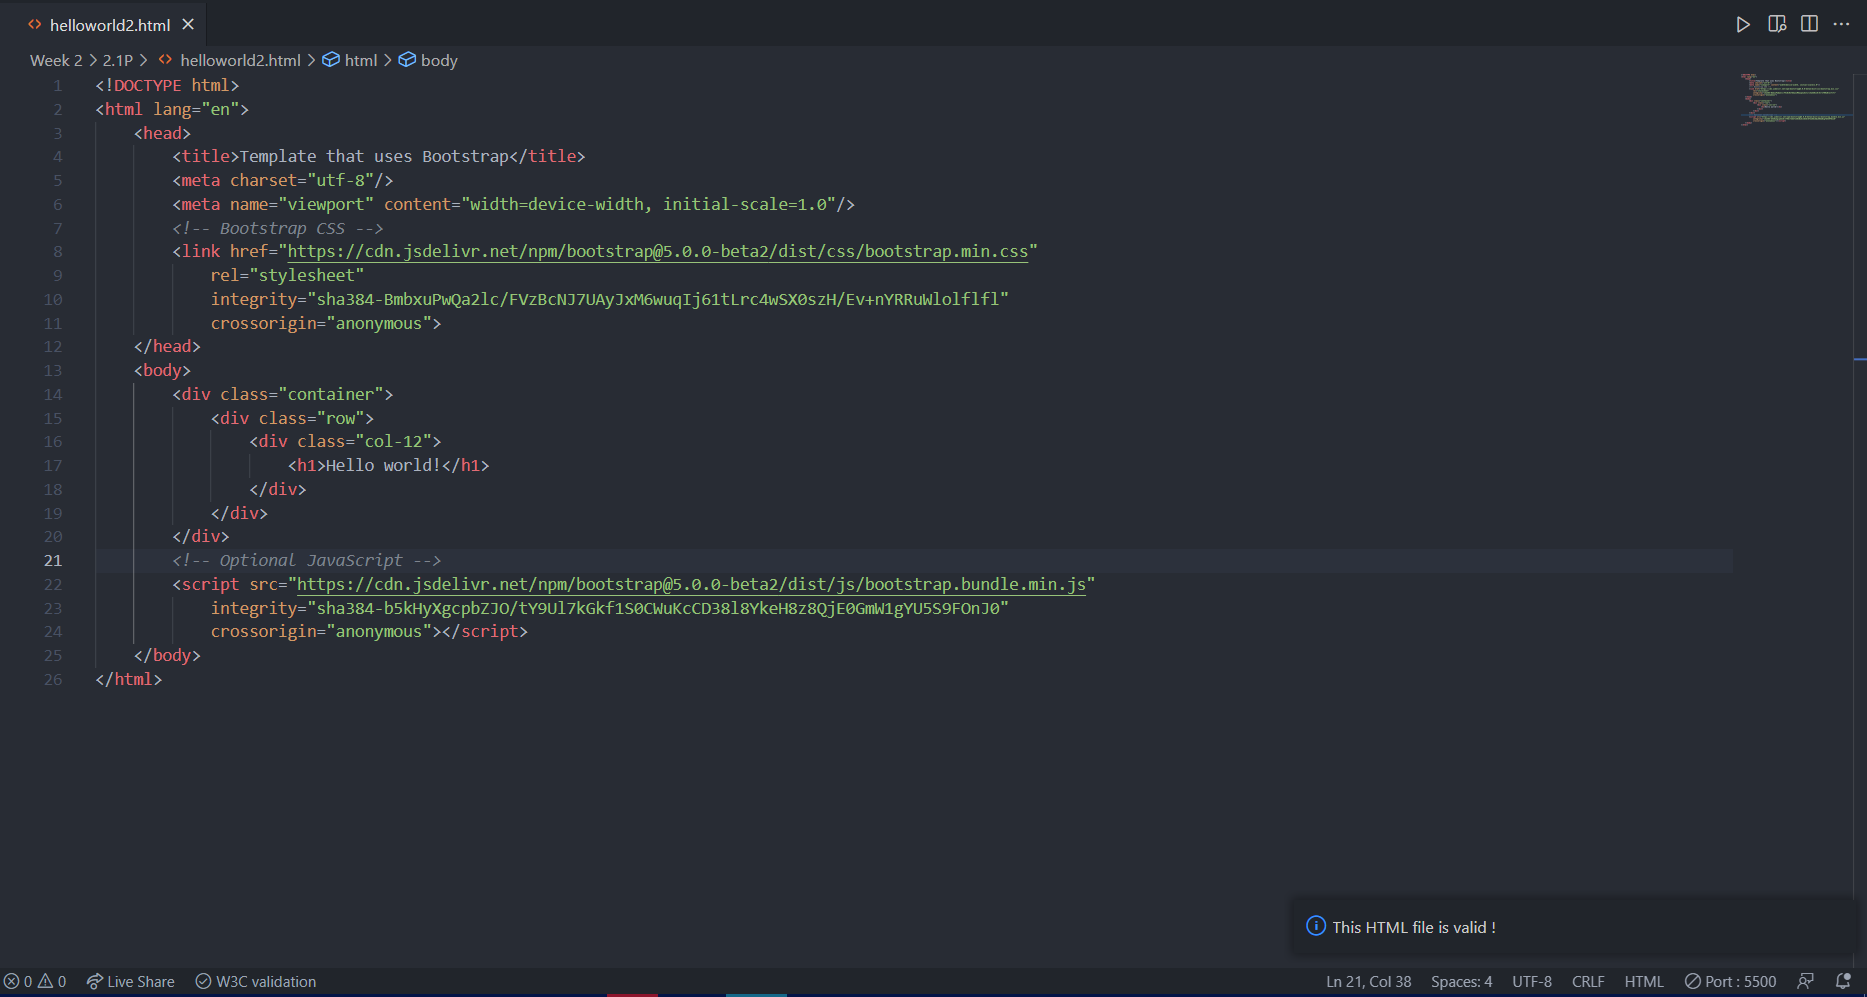 helloworld2.html
Week 2 > 2.1P > helloworld2.html > html > body
1 <!DOCTYPE html>
2 <html lang="en">
3 <head>
4 <title>Template that uses Bootstrap</title>
5 <meta charset="utf-8"/>
6 <meta name="viewport" content="width=device-width, initial-scale=1.0"/>
7 <!-- Bootstrap CSS -->
8 <link href="https://cdn.jsdelivr.net/npm/bootstrap@5.0.0-beta2/dist/css/bootstrap.min.css"
9 rel="stylesheet"
10 integrity="sha384-BmbxuPwQa2lc/FVzBcNJ7UAyJxM6wuqIj61tLrc4wSX0szH/Ev+nYRRuWlolflfl"
11 crossorigin="anonymous">
12 </head>
13 <body>
14 <div class="container">
15 <div class="row">
16 <div class="col-12">
17 <h1>Hello world!</h1>
18 </div>
19 </div>
20 </div>
21 <!-- Optional JavaScript -->
22 <script src="https://cdn.jsdelivr.net/npm/bootstrap@5.0.0-beta2/dist/js/bootstrap.bundle.min.js"
23 integrity="sha384-b5kHyXgcpbZJO/tY9Ul7kGkf1S0CWuKcCD38l8YkeH8z8QjE0GmW1gYU5S9FOnJ0"
24 crossorigin="anonymous"></script>
25 </body>
26 </html>
This HTML file is valid !
0 0 Live Share W3C validation Ln 21, Col 38 Spaces: 4 UTF-8 CRLF HTML Port : 5500